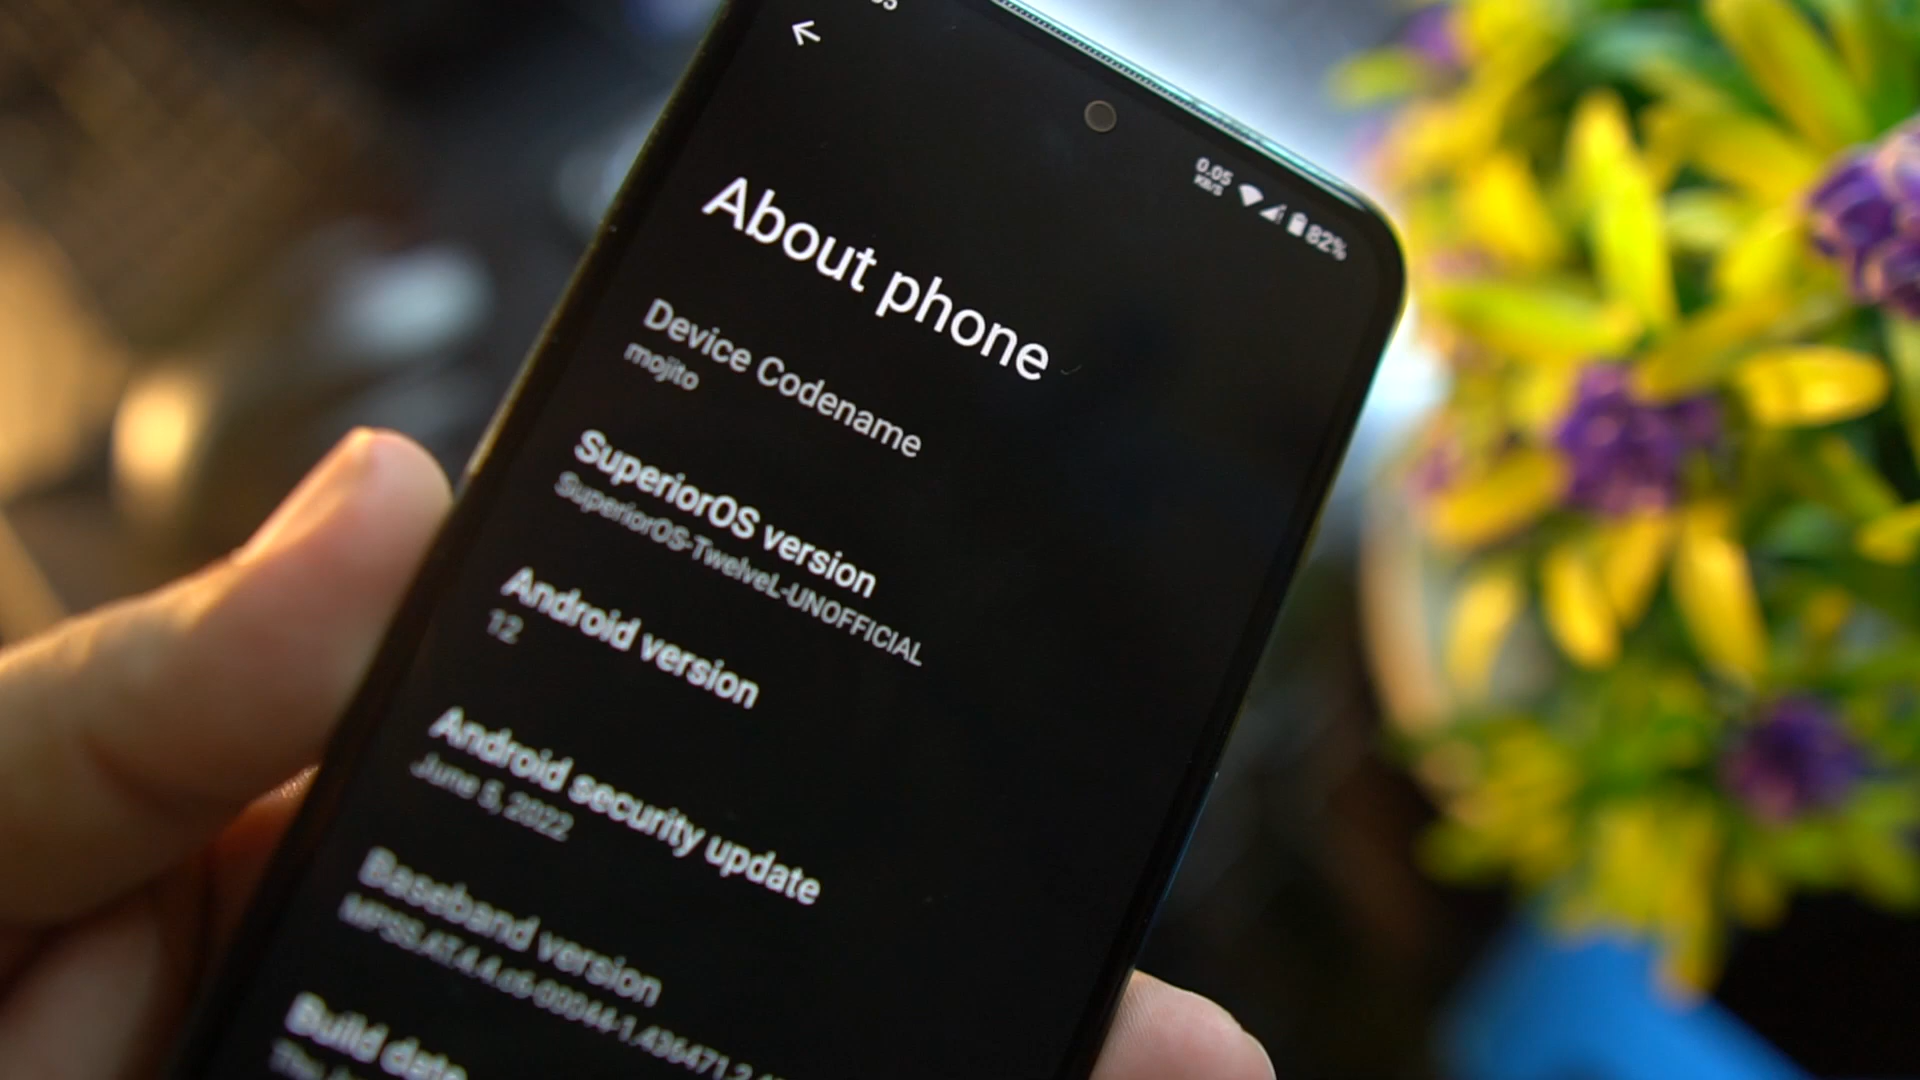 0.05
KB/S
82%
About phone
Device Codename
mojito
SuperiorOS version
SuperiorOS-TwelveL-UNOFFICIAL
Android version
12
Android security update
June 5, 2022
Baseband version
Build date